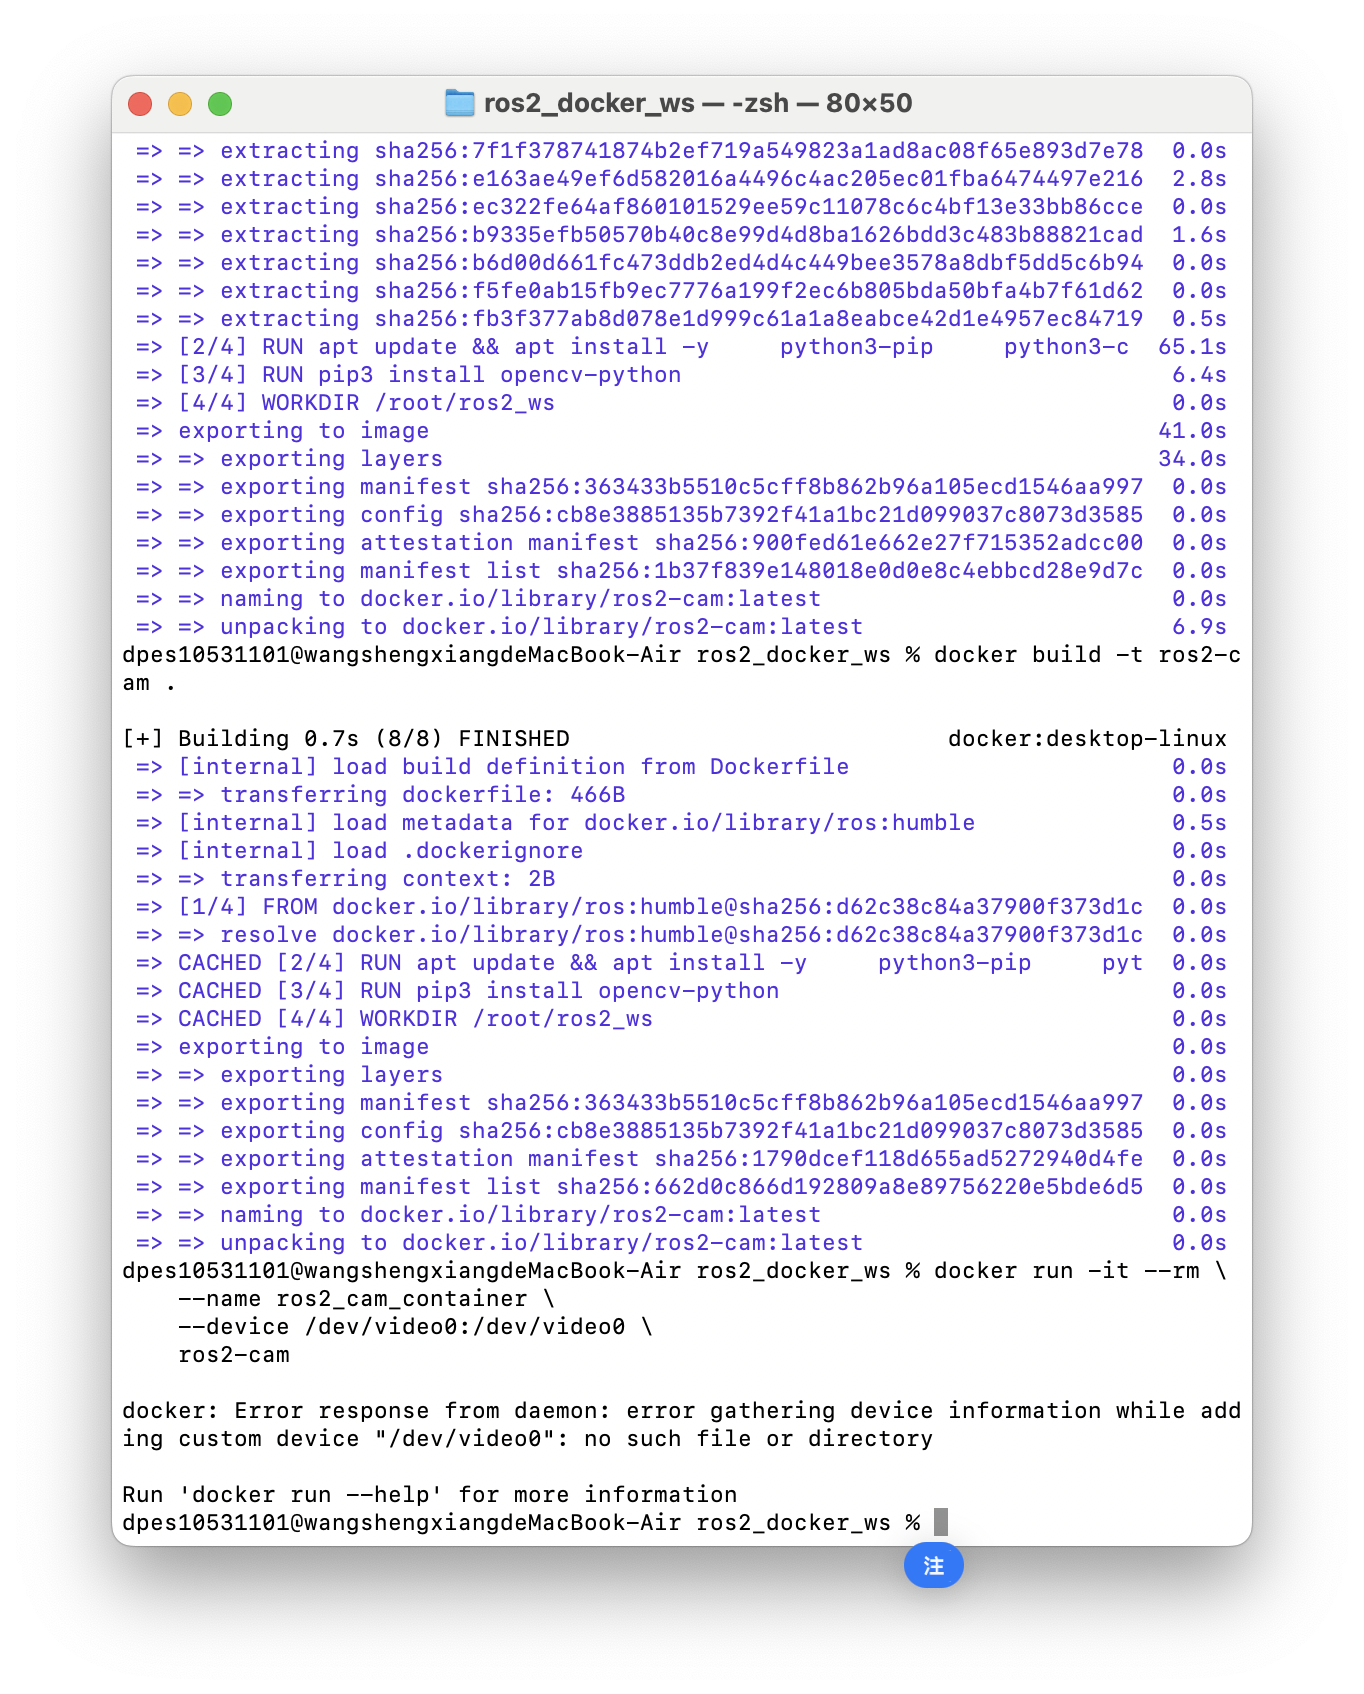 ros2_docker_ws — -zsh — 80×50
=> => extracting sha256:7f1f378741874b2ef719a549823a1ad8ac08f65e893d7e78 0.0s
=> => extracting sha256:e163ae49ef6d582016a4496c4ac205ec01fba6474497e216 2.8s
=> => extracting sha256:ec322fe64af860101529ee59c11078c6c4bf13e33bb86cce 0.0s
=> => extracting sha256:b9335efb50570b40c8e99d4d8ba1626bdd3c483b88821cad 1.6s
=> => extracting sha256:b6d00d661fc473ddb2ed4d4c449bee3578a8dbf5dd5c6b94 0.0s
=> => extracting sha256:f5fe0ab15fb9ec7776a199f2ec6b805bda50bfa4b7f61d62 0.0s
=> => extracting sha256:fb3f377ab8d078e1d999c61a1a8eabce42d1e4957ec84719 0.5s
=> [2/4] RUN apt update && apt install -y     python3-pip     python3-c 65.1s
=> [3/4] RUN pip3 install opencv-python 6.4s
=> [4/4] WORKDIR /root/ros2_ws 0.0s
=> exporting to image 41.0s
=> => exporting layers 34.0s
=> => exporting manifest sha256:363433b5510c5cff8b862b96a105ecd1546aa997 0.0s
=> => exporting config sha256:cb8e3885135b7392f41a1bc21d099037c8073d3585 0.0s
=> => exporting attestation manifest sha256:900fed61e662e27f715352adcc00 0.0s
=> => exporting manifest list sha256:1b37f839e148018e0d0e8c4ebbcd28e9d7c 0.0s
=> => naming to docker.io/library/ros2-cam:latest 0.0s
=> => unpacking to docker.io/library/ros2-cam:latest 6.9s
dpes10531101@wangshengxiangdeMacBook-Air ros2_docker_ws % docker build -t ros2-c
am .
[+] Building 0.7s (8/8) FINISHED docker:desktop-linux
=> [internal] load build definition from Dockerfile 0.0s
=> => transferring dockerfile: 466B 0.0s
=> [internal] load metadata for docker.io/library/ros:humble 0.5s
=> [internal] load .dockerignore 0.0s
=> => transferring context: 2B 0.0s
=> [1/4] FROM docker.io/library/ros:humble@sha256:d62c38c84a37900f373d1c 0.0s
=> => resolve docker.io/library/ros:humble@sha256:d62c38c84a37900f373d1c 0.0s
=> CACHED [2/4] RUN apt update && apt install -y     python3-pip     pyt 0.0s
=> CACHED [3/4] RUN pip3 install opencv-python 0.0s
=> CACHED [4/4] WORKDIR /root/ros2_ws 0.0s
=> exporting to image 0.0s
=> => exporting layers 0.0s
=> => exporting manifest sha256:363433b5510c5cff8b862b96a105ecd1546aa997 0.0s
=> => exporting config sha256:cb8e3885135b7392f41a1bc21d099037c8073d3585 0.0s
=> => exporting attestation manifest sha256:1790dcef118d655ad5272940d4fe 0.0s
=> => exporting manifest list sha256:662d0c866d192809a8e89756220e5bde6d5 0.0s
=> => naming to docker.io/library/ros2-cam:latest 0.0s
=> => unpacking to docker.io/library/ros2-cam:latest 0.0s
dpes10531101@wangshengxiangdeMacBook-Air ros2_docker_ws % docker run -it --rm \
--name ros2_cam_container \
--device /dev/video0:/dev/video0 \
ros2-cam
docker: Error response from daemon: error gathering device information while add
ing custom device "/dev/video0": no such file or directory
Run 'docker run --help' for more information
dpes10531101@wangshengxiangdeMacBook-Air ros2_docker_ws %
注